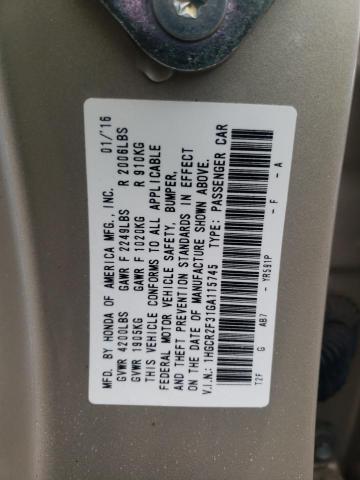 MFD. BY HONDA OF AMERICA MFG., INC. 01/'16
GVWR 4200LBS GAWR F 2249LBS R 2006LBS
GVWR 1905KG GAWR F 1020KG R 910KG
THIS VEHICLE CONFORMS TO ALL APPLICABLE
FEDERAL MOTOR VEHICLE SAFETY, BUMPER,
AND THEFT PREVENTION STANDARDS IN EFFECT
ON THE DATE OF MANUFACTURE SHOWN ABOVE.
V.I.N.: 1HGCR2F31GA115745 TYPE: PASSENGER CAR
T2F G AB7 - YR591P - F - A